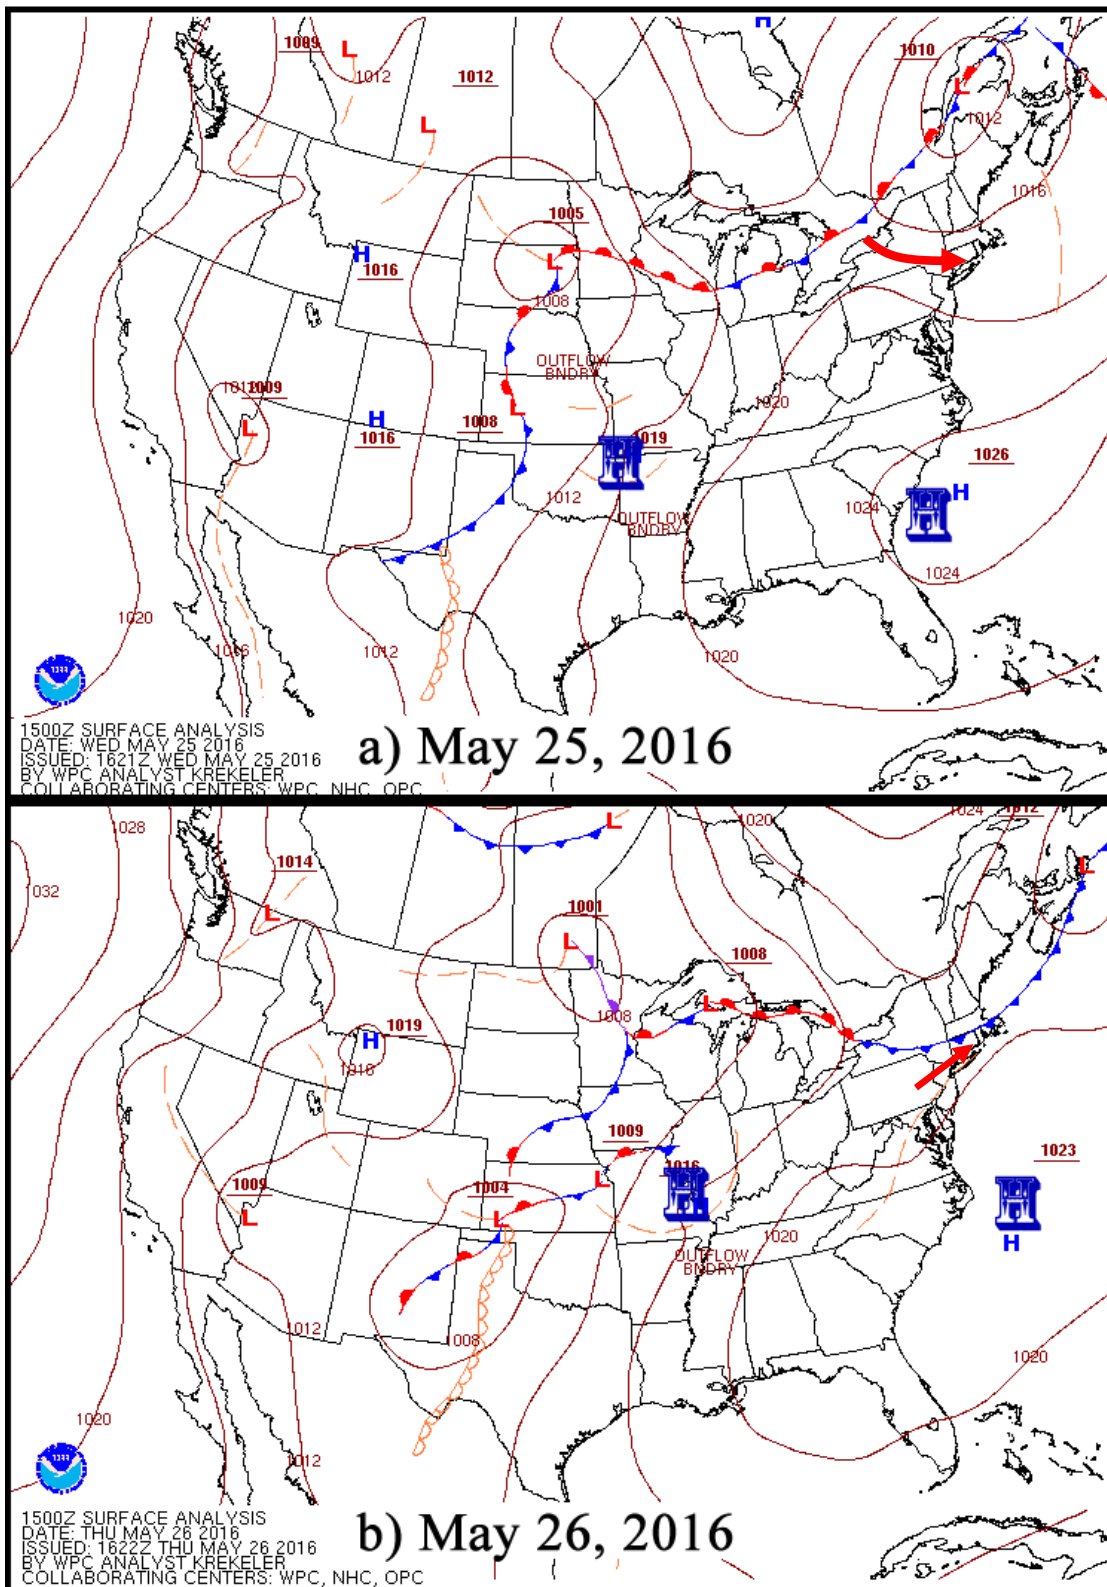 H
1009
L
1012
1012
1010
L
1012
L
1016
1005
H
1016
L
1008
OUTFLOW
BNDRY
1009
L
H
1016
1008
L
1020
1019
H
1026
H
H
1012
1024
OUTFLOW
BNDRY
1024
1020
1016
1012
1020
1500Z SURFACE ANALYSIS
DATE: WED MAY 25 2016
ISSUED: 1621Z WED MAY 25 2016
BY WPC ANALYST KREKELER
COLLABORATING CENTERS: WPC, NHC, OPC
a) May 25, 2016
1028
1020
1024
1012
L
1014
1032
L
1001
L
1008
L
L
1008
1019
H
1016
1009
L
1016
H
1023
H
H
1009
L
1004
L
1020
OUTFLOW
BNDRY
1012
1008
1020
1020
1012
1500Z SURFACE ANALYSIS
DATE: THU MAY 26 2016
ISSUED: 1622Z THU MAY 26 2016
BY WPC ANALYST KREKELER
COLLABORATING CENTERS: WPC, NHC, OPC
b) May 26, 2016